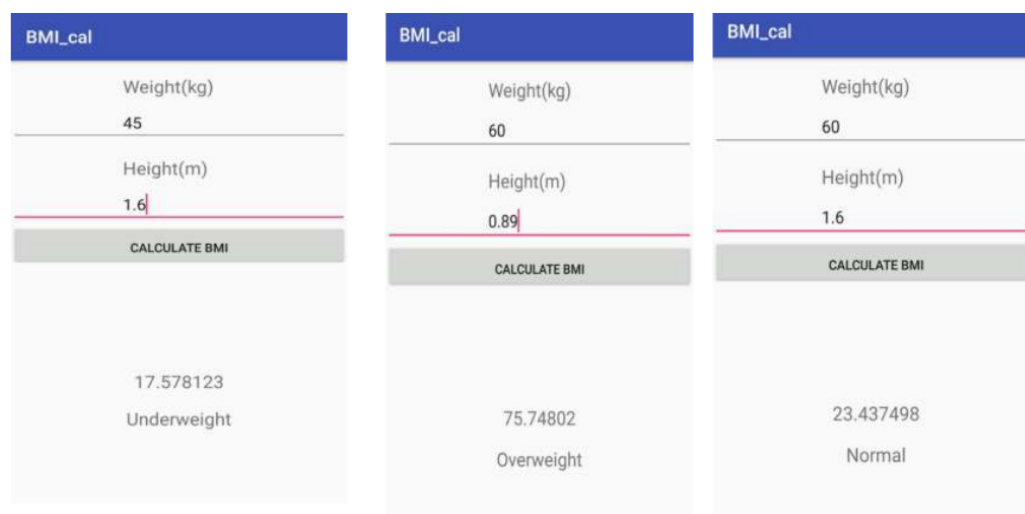 BMI_cal
Weight(kg)
45
Height(m)
1.6
CALCULATE BMI
17.578123
Underweight
BMI_cal
Weight(kg)
60
Height(m)
0.89
CALCULATE BMI
75.74802
Overweight
BMI_cal
Weight(kg)
60
Height(m)
1.6
CALCULATE BMI
23.437498
Normal